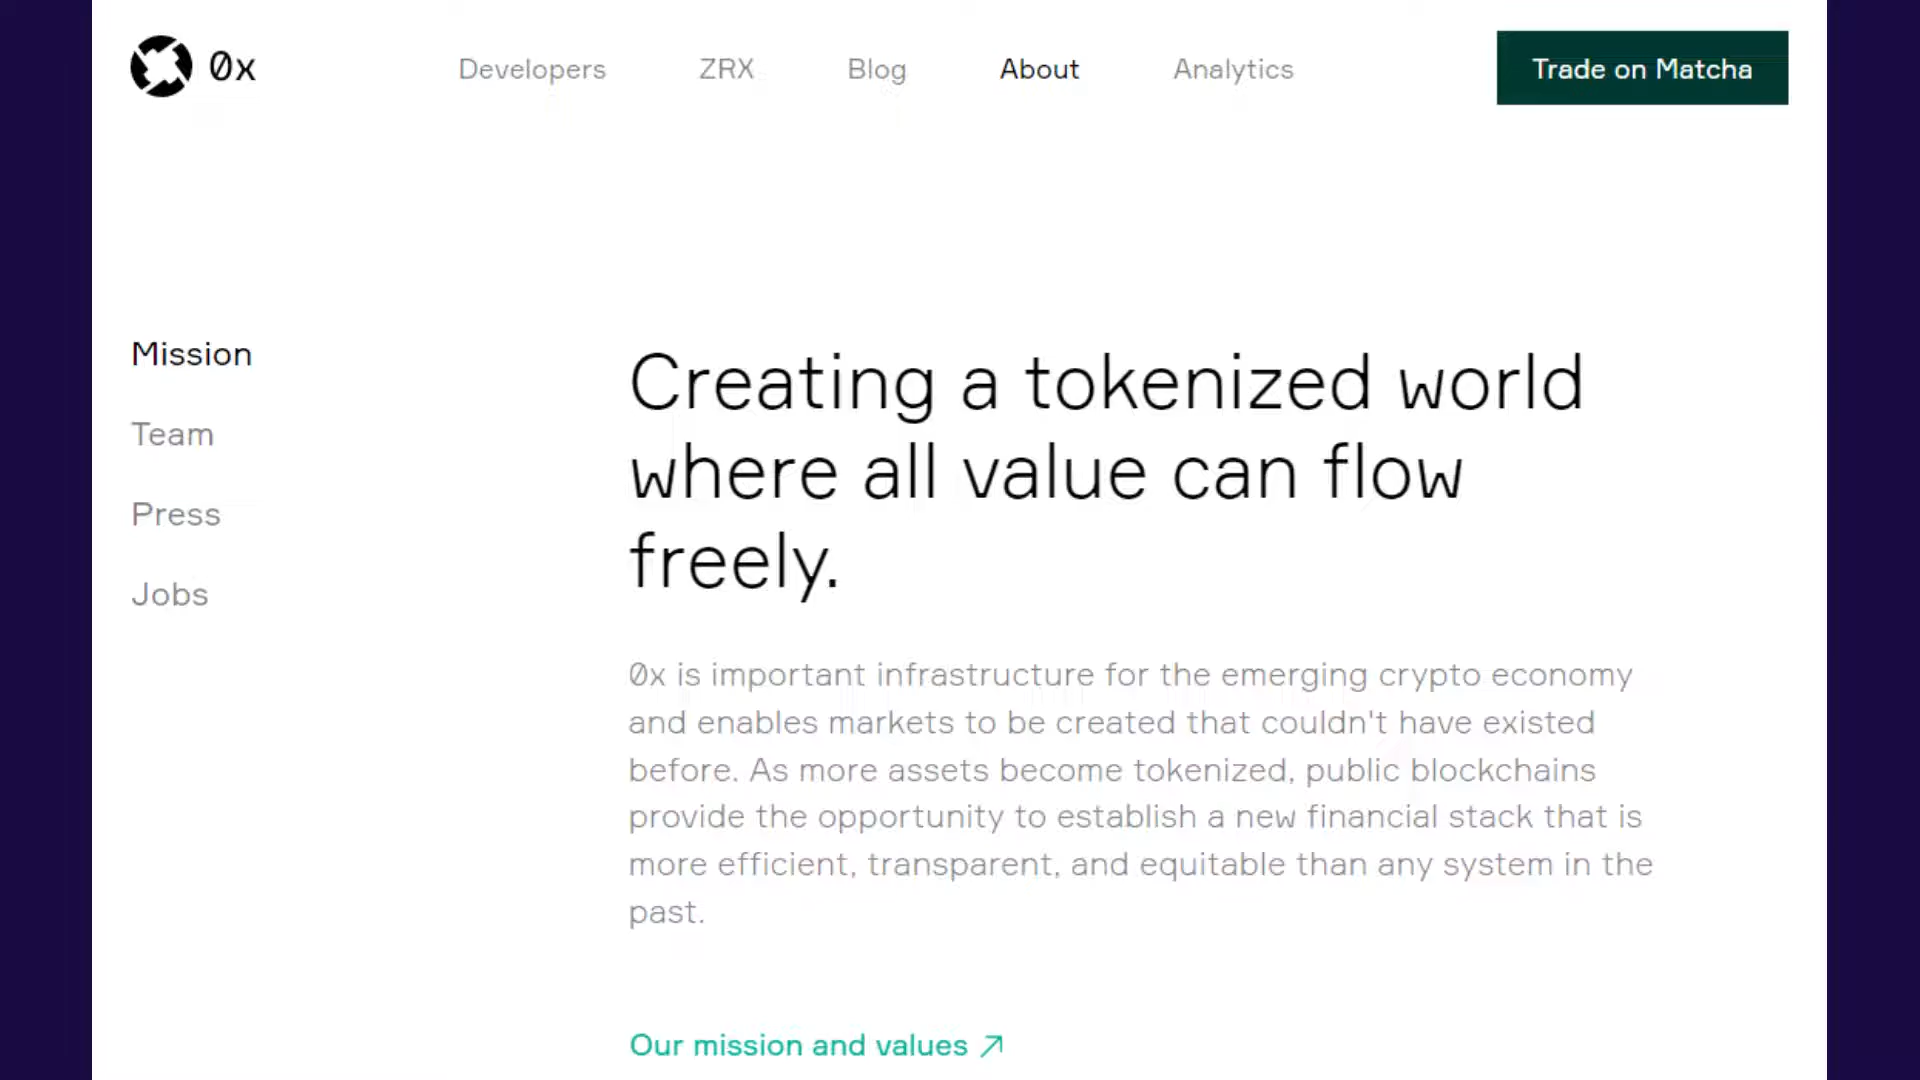 0x
Developers
ZRX
Blog
About
Analytics
Trade on Matcha
Mission
Team
Press
Jobs
Creating a tokenized world
where all value can flow
freely.
0x is important infrastructure for the emerging crypto economy
and enables markets to be created that couldn't have existed
before. As more assets become tokenized, public blockchains
provide the opportunity to establish a new financial stack that is
more efficient, transparent, and equitable than any system in the
past.
Our mission and values ↗